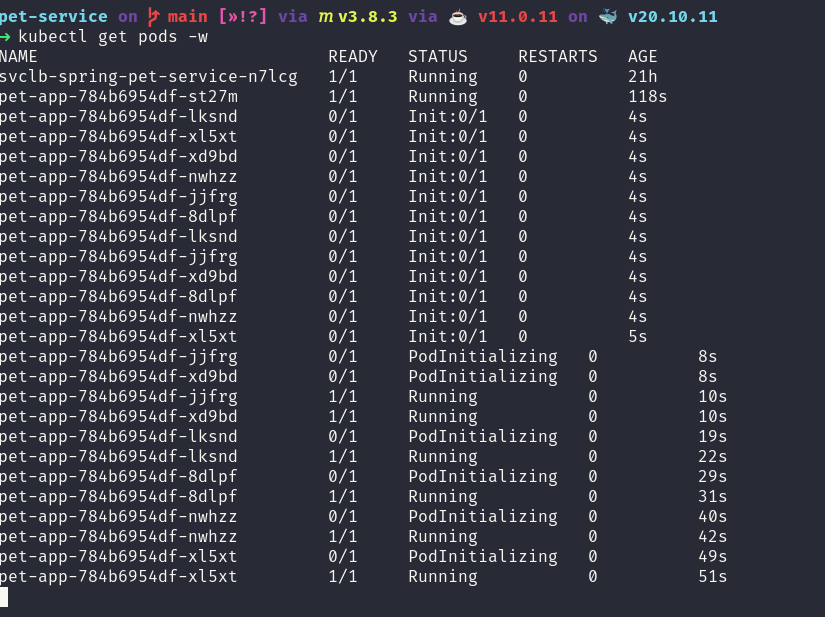 pet-service on main [»!?] via m v3.8.3 via ☕ v11.0.11 on 🐳 v20.10.11
→ kubectl get pods -w
NAME READY STATUS RESTARTS AGE
svclb-spring-pet-service-n7lcg 1/1 Running 0 21h
pet-app-784b6954df-st27m 1/1 Running 0 118s
pet-app-784b6954df-lksnd 0/1 Init:0/1 0 4s
pet-app-784b6954df-xl5xt 0/1 Init:0/1 0 4s
pet-app-784b6954df-xd9bd 0/1 Init:0/1 0 4s
pet-app-784b6954df-nwhzz 0/1 Init:0/1 0 4s
pet-app-784b6954df-jjfrg 0/1 Init:0/1 0 4s
pet-app-784b6954df-8dlpf 0/1 Init:0/1 0 4s
pet-app-784b6954df-lksnd 0/1 Init:0/1 0 4s
pet-app-784b6954df-jjfrg 0/1 Init:0/1 0 4s
pet-app-784b6954df-xd9bd 0/1 Init:0/1 0 4s
pet-app-784b6954df-8dlpf 0/1 Init:0/1 0 4s
pet-app-784b6954df-nwhzz 0/1 Init:0/1 0 4s
pet-app-784b6954df-xl5xt 0/1 Init:0/1 0 5s
pet-app-784b6954df-jjfrg 0/1 PodInitializing 0 8s
pet-app-784b6954df-xd9bd 0/1 PodInitializing 0 8s
pet-app-784b6954df-jjfrg 1/1 Running 0 10s
pet-app-784b6954df-xd9bd 1/1 Running 0 10s
pet-app-784b6954df-lksnd 0/1 PodInitializing 0 19s
pet-app-784b6954df-lksnd 1/1 Running 0 22s
pet-app-784b6954df-8dlpf 0/1 PodInitializing 0 29s
pet-app-784b6954df-8dlpf 1/1 Running 0 31s
pet-app-784b6954df-nwhzz 0/1 PodInitializing 0 40s
pet-app-784b6954df-nwhzz 1/1 Running 0 42s
pet-app-784b6954df-xl5xt 0/1 PodInitializing 0 49s
pet-app-784b6954df-xl5xt 1/1 Running 0 51s